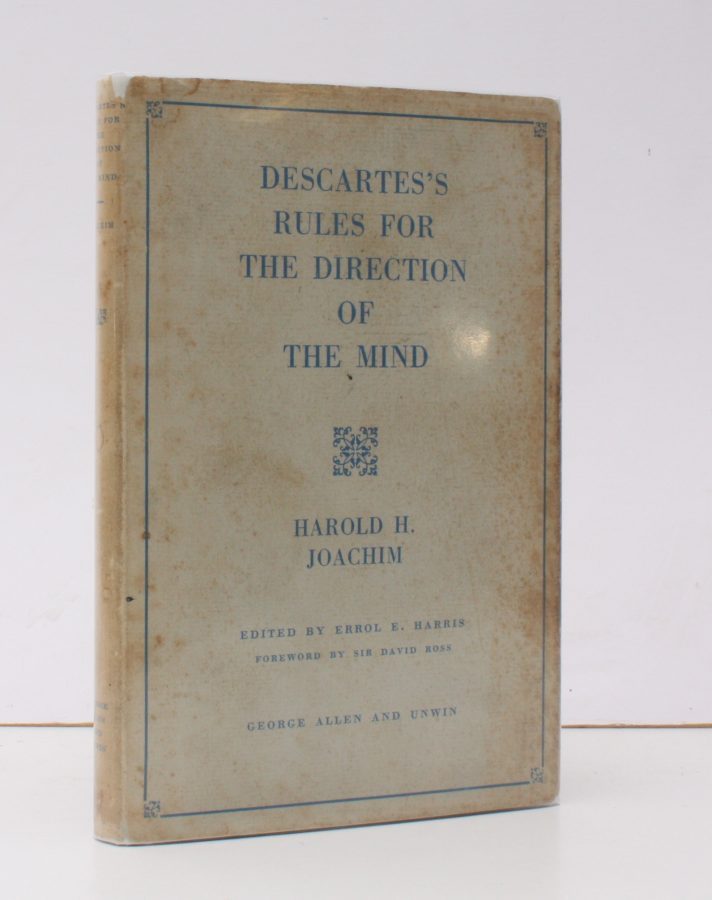 DESCARTES'S
RULES FOR
THE DIRECTION
OF
THE MIND
HAROLD H.
JOACHIM
EDITED BY ERROL E. HARRIS
FOREWORD BY SIR DAVID ROSS
GEORGE ALLEN AND UNWIN